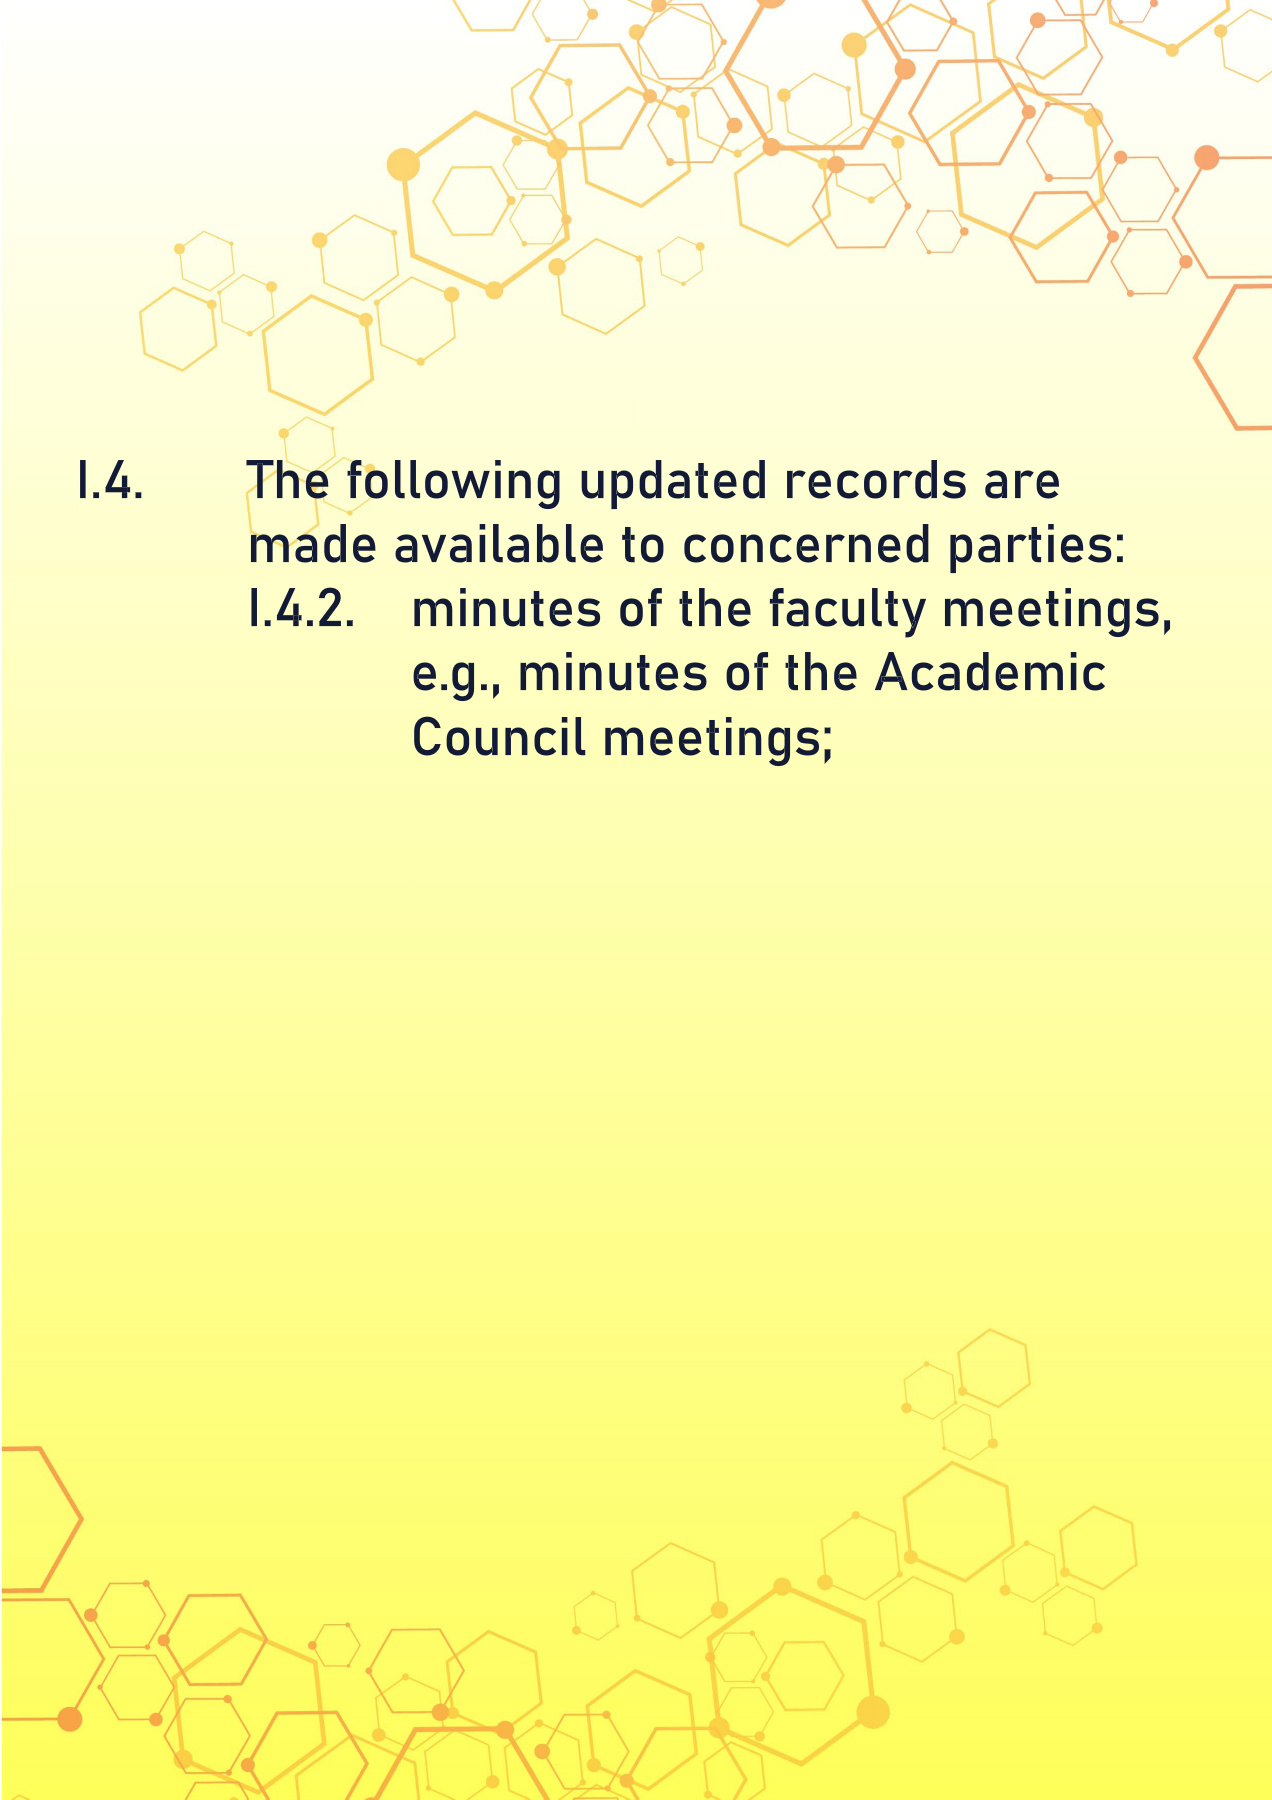 I.4. The following updated records are
made available to concerned parties:
I.4.2. minutes of the faculty meetings,
e.g., minutes of the Academic
Council meetings;